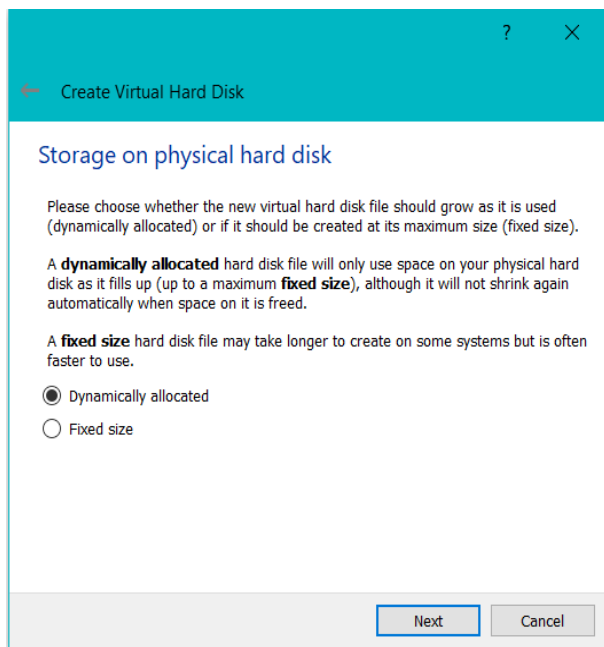 ?
Create Virtual Hard Disk
Storage on physical hard disk
Please choose whether the new virtual hard disk file should grow as it is used
(dynamically allocated) or if it should be created at its maximum size (fixed size).
A dynamically allocated hard disk file will only use space on your physical hard
disk as it fills up (up to a maximum fixed size), although it will not shrink again
automatically when space on it is freed.
A fixed size hard disk file may take longer to create on some systems but is often
faster to use.
Dynamically allocated
Fixed size
Next Cancel